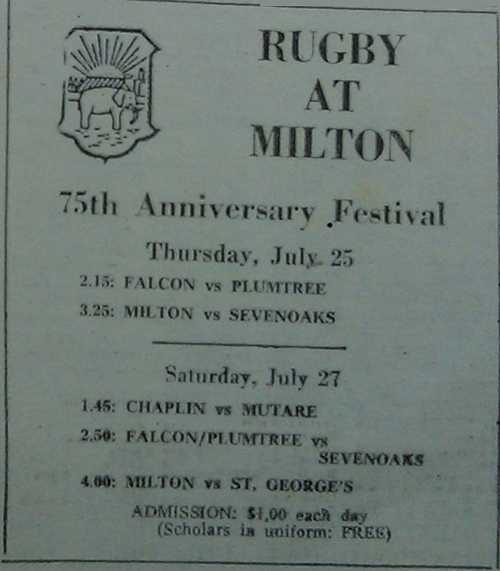 RUGBY
AT
MILTON
75th Anniversary Festival
Thursday, July 25
2.15: FALCON vs PLUMTREE
3.25: MILTON vs SEVENOAKS
Saturday, July 27
1.45: CHAPLIN vs MUTARE
2.50: FALCON/PLUMTREE vs
SEVENOAKS
4.00: MILTON vs ST. GEORGE'S
ADMISSION: $1,00 each day
(Scholars in uniform: FREE)